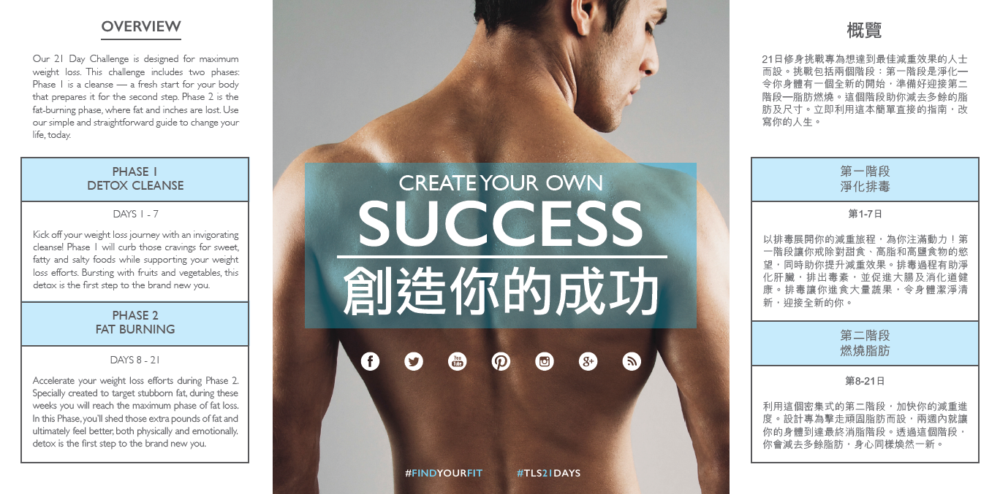 OVERVIEW
Our 21 Day Challenge is designed for maximum
weight loss. This challenge includes two phases:
Phase 1 is a cleanse — a fresh start for your body
that prepares it for the second step. Phase 2 is the
fat-burning phase, where fat and inches are lost. Use
our simple and straightforward guide to change your
life, today.
PHASE 1
DETOX CLEANSE
DAYS 1 - 7
Kick off your weight loss journey with an invigorating
cleanse! Phase 1 will curb those cravings for sweet,
fatty and salty foods while supporting your weight
loss efforts. Bursting with fruits and vegetables, this
detox is the first step to the brand new you.
PHASE 2
FAT BURNING
DAYS 8 - 21
Accelerate your weight loss efforts during Phase 2.
Specially created to target stubborn fat, during these
weeks you will reach the maximum phase of fat loss.
In this Phase, you'll shed those extra pounds of fat and
ultimately feel better, both physically and emotionally.
detox is the first step to the brand new you.
CREATE YOUR OWN
SUCCESS
創造你的成功
You Tube
g+
#FINDYOURFIT #TLS21DAYS
概覽
21日修身挑戰專為想達到最佳減重效果的人士
而設。挑戰包括兩個階段：第一階段是淨化—
令你身體有一個全新的開始，準備好迎接第二
階段—脂肪燃燒。這個階段助你減去多餘的脂
肪及尺寸。立即利用這本簡單直接的指南，改
寫你的人生。
第一階段
淨化排毒
第1-7日
以排毒展開你的減重旅程，為你注滿動力！第
一階段讓你戒除對甜食、高脂和高鹽食物的慾
望，同時助你提升減重效果。排毒過程有助淨
化肝臟，排出毒素，並促進大腸及消化道健
康。排毒讓你進食大量蔬果，令身體潔淨清
新，迎接全新的你。
第二階段
燃燒脂肪
第8-21日
利用這個密集式的第二階段，加快你的減重進
度。設計專為擊走頑固脂肪而設，兩週內就讓
你的身體到達最終消脂階段。透過這個階段，
你會減去多餘脂肪，身心同樣煥然一新。